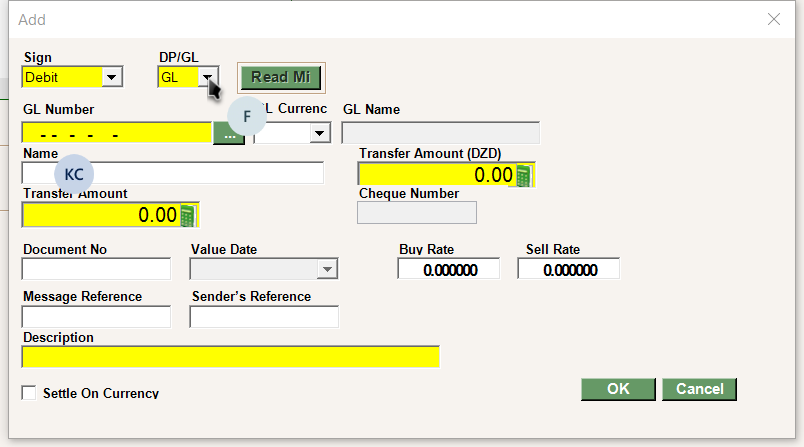 Add
Sign DP/GL
Debit GL Read Mi
GL Number GL Currenc GL Name
- - - - - ... F
Name Transfer Amount (DZD)
KC 0.00
Transfer Amount Cheque Number
0.00
Document No Value Date Buy Rate Sell Rate
0.000000 0.000000
Message Reference Sender's Reference
Description
Settle On Currency OK Cancel